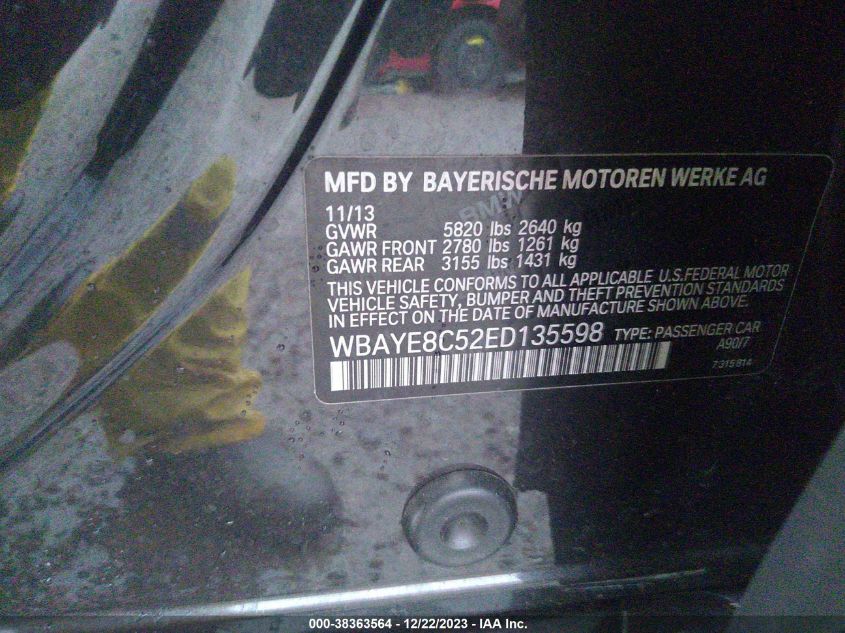 MFD BY BAYERISCHE MOTOREN WERKE AG
11/13
GVWR 5820 lbs 2640 kg
GAWR FRONT 2780 lbs 1261 kg
GAWR REAR 3155 lbs 1431 kg
THIS VEHICLE CONFORMS TO ALL APPLICABLE U.S.FEDERAL MOTOR
VEHICLE SAFETY, BUMPER AND THEFT PREVENTION STANDARDS
IN EFFECT ON THE DATE OF MANUFACTURE SHOWN ABOVE.
WBAYE8C52ED135598 TYPE: PASSENGER CAR
A90/7
7315814
BMW
000-38363564 - 12/22/2023 - IAA Inc.